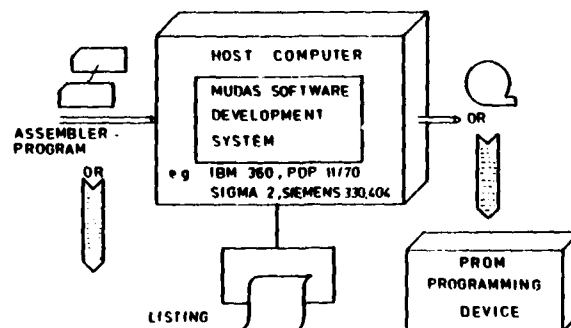 HOST COMPUTER
MUDAS SOFTWARE
DEVELOPMENT
SYSTEM
e g IBM 360, PDP 11/70
SIGMA 2, SIEMENS 330,404
ASSEMBLER-
PROGRAM
OR
OR
LISTING
PROM
PROGRAMMING
DEVICE